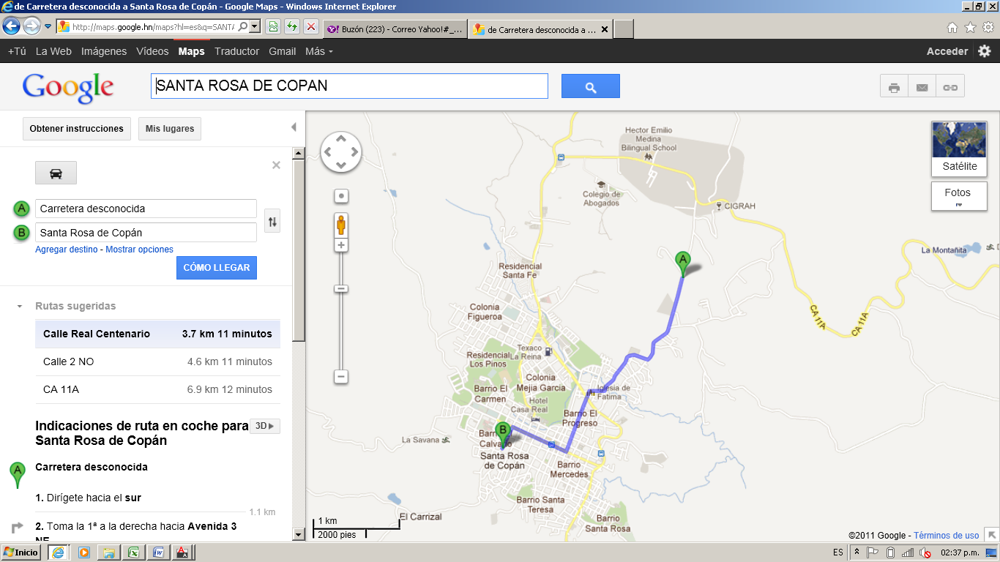 de Carretera desconocida a Santa Rosa de Copán - Google Maps - Windows Internet Explorer
http://maps.google.hn/maps?hl=es&q=SANTA
Buzón (223) - Correo Yahoo!#_...
de Carretera desconocida a ...
+Tú La Web Imágenes Vídeos Maps Traductor Gmail Más
Acceder
Google
SANTA ROSA DE COPAN
Obtener instrucciones
Mis lugares
A Carretera desconocida
B Santa Rosa de Copán
Agregar destino - Mostrar opciones
CÓMO LLEGAR
Rutas sugeridas
Calle Real Centenario 3.7 km 11 minutos
Calle 2 NO 4.6 km 11 minutos
CA 11A 6.9 km 12 minutos
Indicaciones de ruta en coche para
Santa Rosa de Copán
3D
A Carretera desconocida
1. Dirígete hacia el sur
1.1 km
2. Toma la 1ª a la derecha hacia Avenida 3
NE
Hector Emilio
Medina
Bilingual School
Colegio de
Abogados
CIGRAH
Satélite
Fotos
La Montañita
A
CA 11A
CA 11A
Residencial
Santa Fe
Colonia
Figueroa
Texaco
La Reina
Residencial
Los Pinos
Colonia
Mejia Garcia
Barrio El
Carmen
Iglesia de
Fatima
Hotel
Casa Real
Barrio El
Progreso
B
Barrio
Calvario
La Savana
Santa Rosa
de Copán
Barrio
Mercedes
Barrio Santa
Teresa
El Carrizal
Barrio
Santa Rosa
1 km
2000 pies
©2011 Google - Términos de uso
Inicio
ES
02:37 p.m.